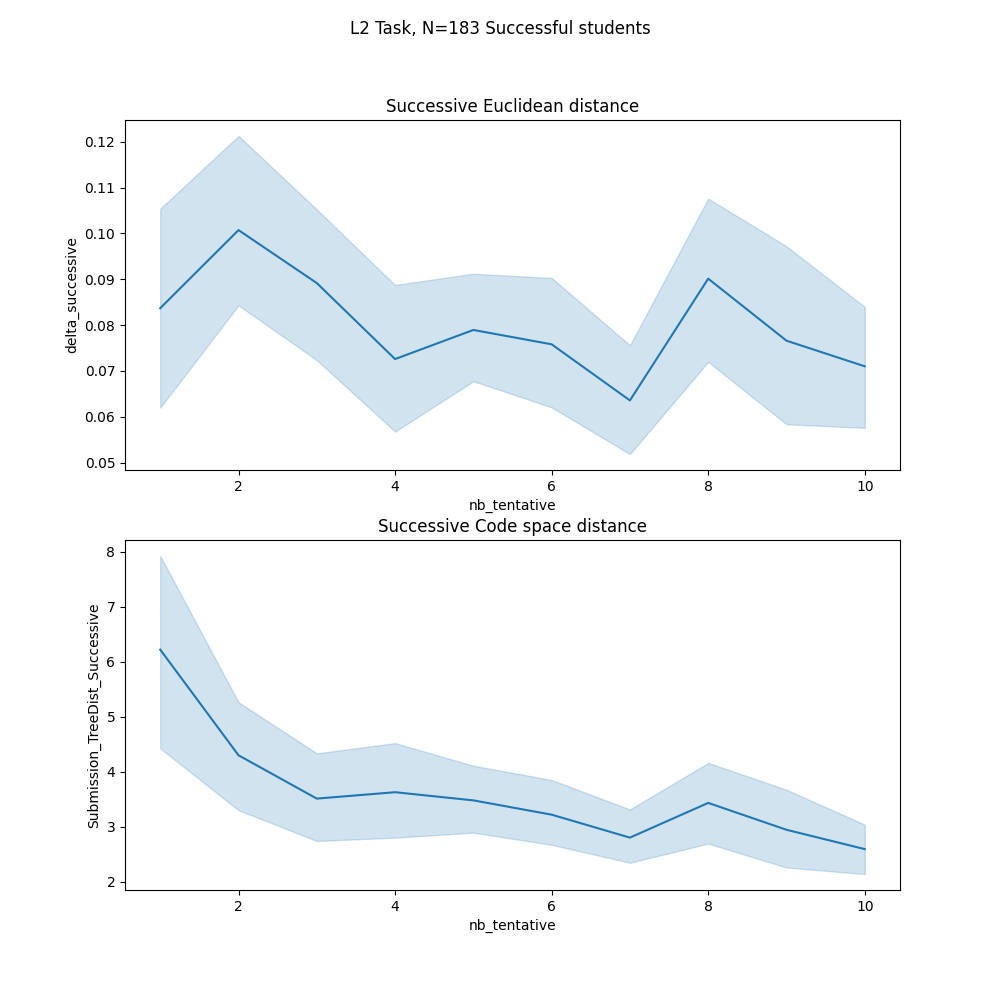 L2 Task, N=183 Successful students
Successive Euclidean distance
0.12
0.11
0.10
0.09
0.08
0.07
0.06
0.05
delta_successive
2 4 6 8 10
nb_tentative
Successive Code space distance
8
7
6
5
4
3
2
Submission_TreeDist_Successive
2 4 6 8 10
nb_tentative